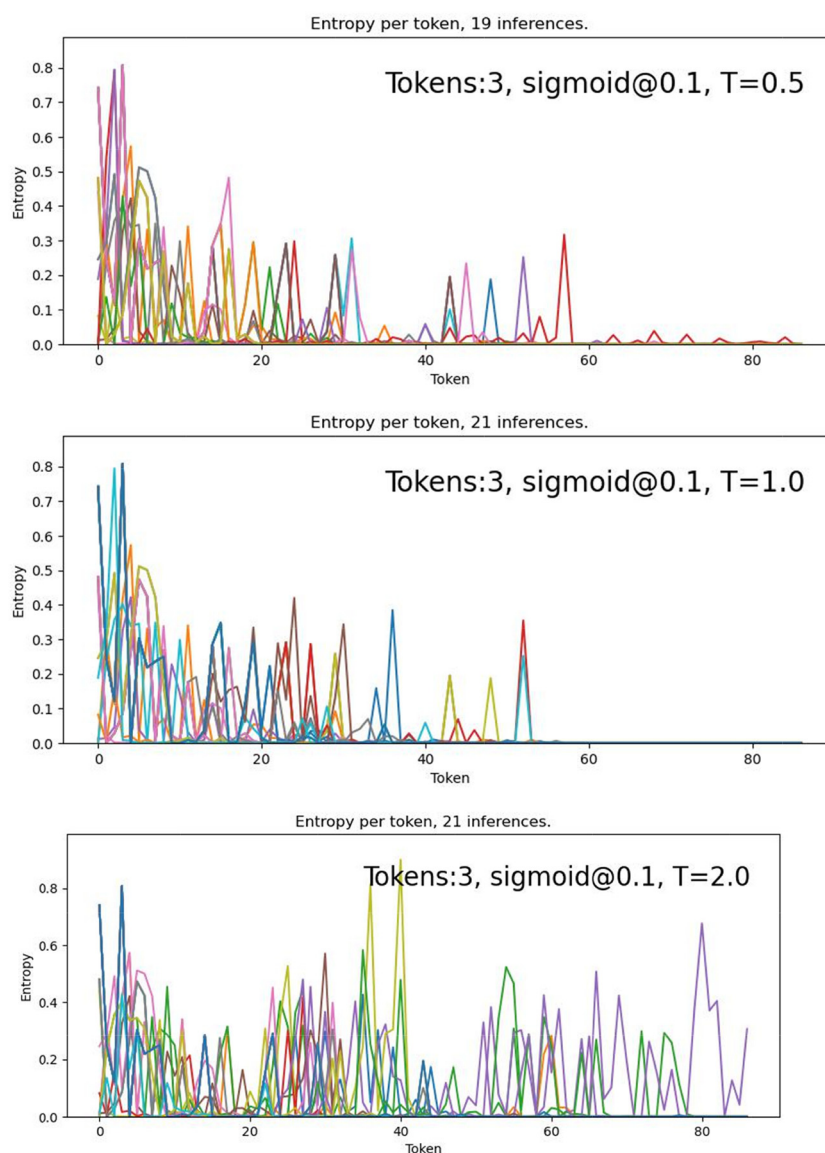 Entropy per token, 19 inferences.
Tokens:3, sigmoid@0.1, T=0.5
Entropy
0.8
0.7
0.6
0.5
0.4
0.3
0.2
0.1
0.0
0 20 40 60 80
Token
Entropy per token, 21 inferences.
Tokens:3, sigmoid@0.1, T=1.0
Entropy
0.8
0.7
0.6
0.5
0.4
0.3
0.2
0.1
0.0
0 20 40 60 80
Token
Entropy per token, 21 inferences.
Tokens:3, sigmoid@0.1, T=2.0
Entropy
0.8
0.6
0.4
0.2
0.0
0 20 40 60 80
Token